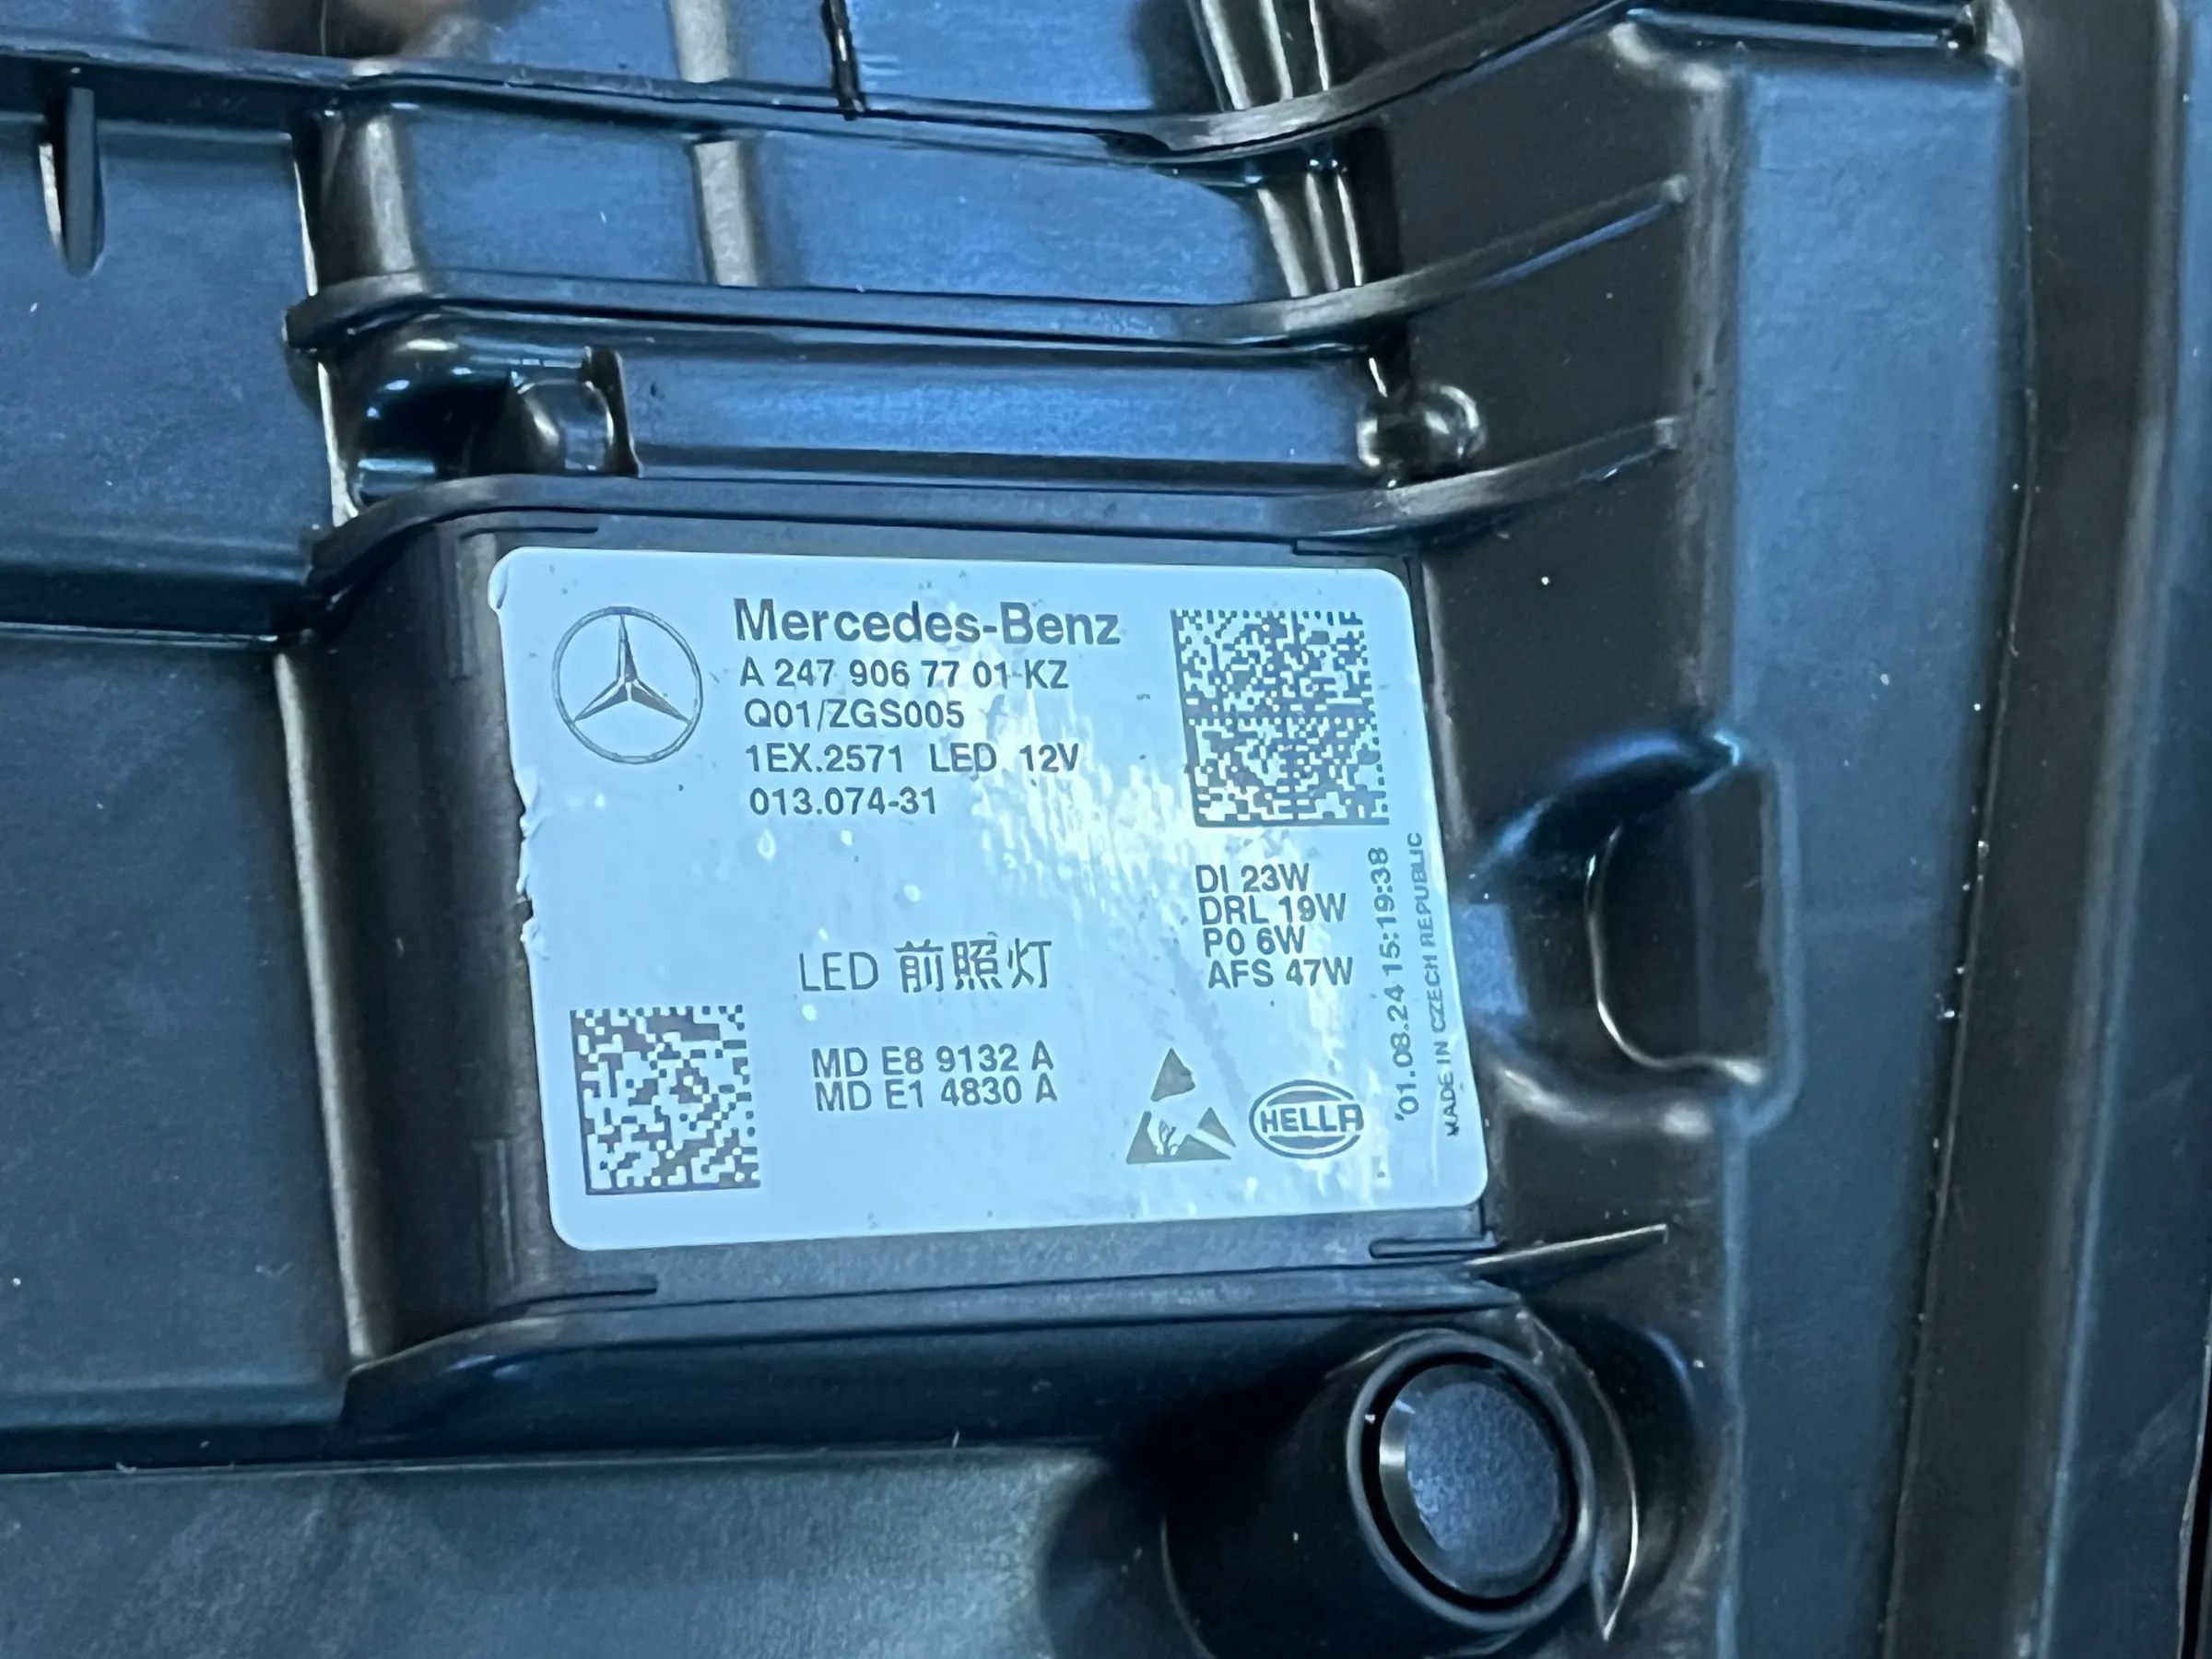 Mercedes-Benz
A 247 906 77 01 KZ
Q01/ZGS005
1EX.2571 LED 12V
013.074-31
DI 23W
DRL 19W
PO 6W
AFS 47W
01.08.24 15:19:38
MADE IN CZECH REPUBLIC
LED 前照灯
MD E8 9132 A
MD E1 4830 A
HELLA